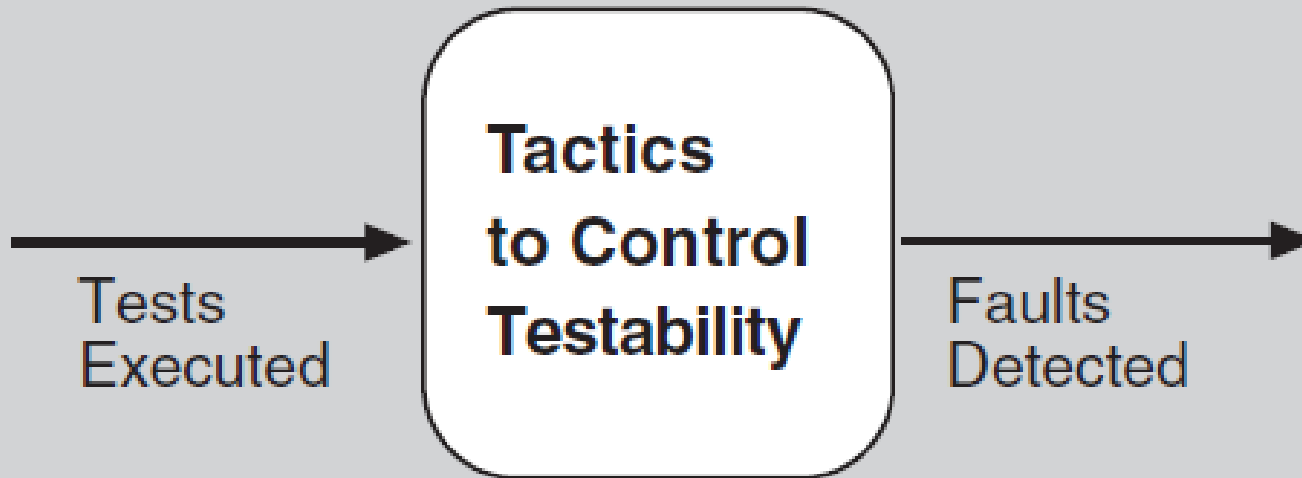 Tests
Executed
Tactics
to Control
Testability
Faults
Detected